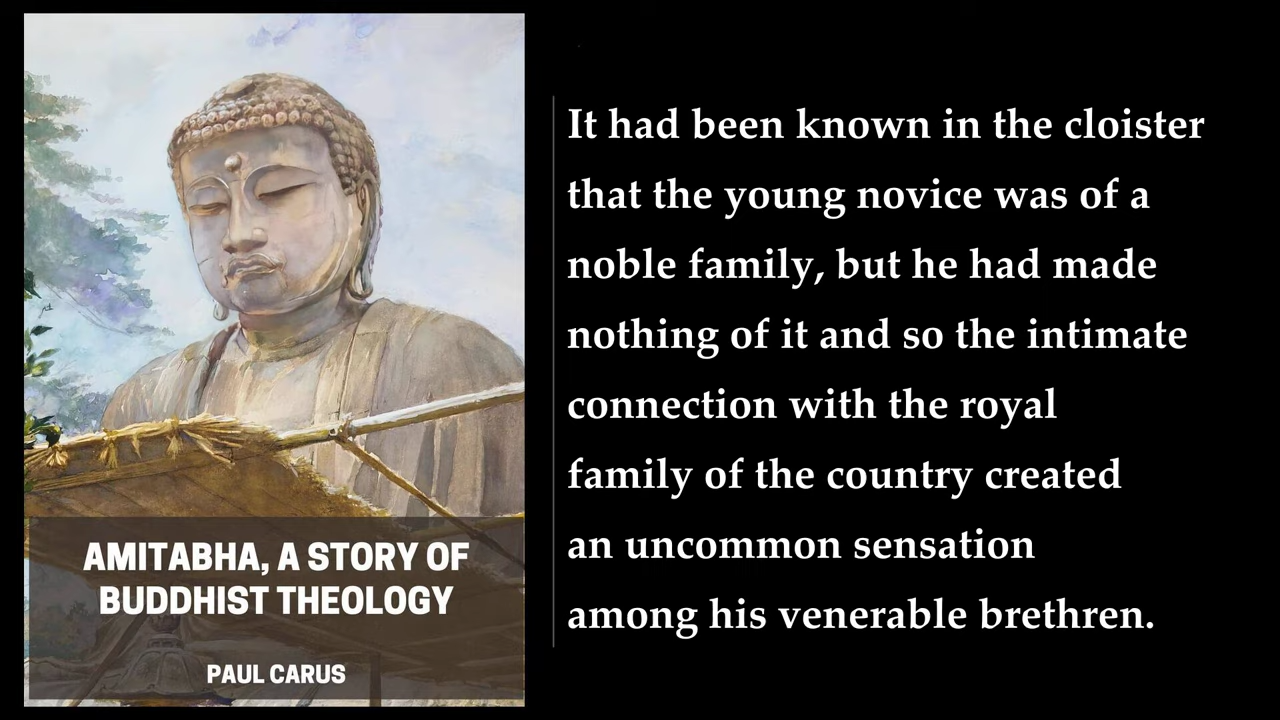 AMITABHA, A STORY OF
BUDDHIST THEOLOGY
PAUL CARUS
It had been known in the cloister
that the young novice was of a
noble family, but he had made
nothing of it and so the intimate
connection with the royal
family of the country created
an uncommon sensation
among his venerable brethren.